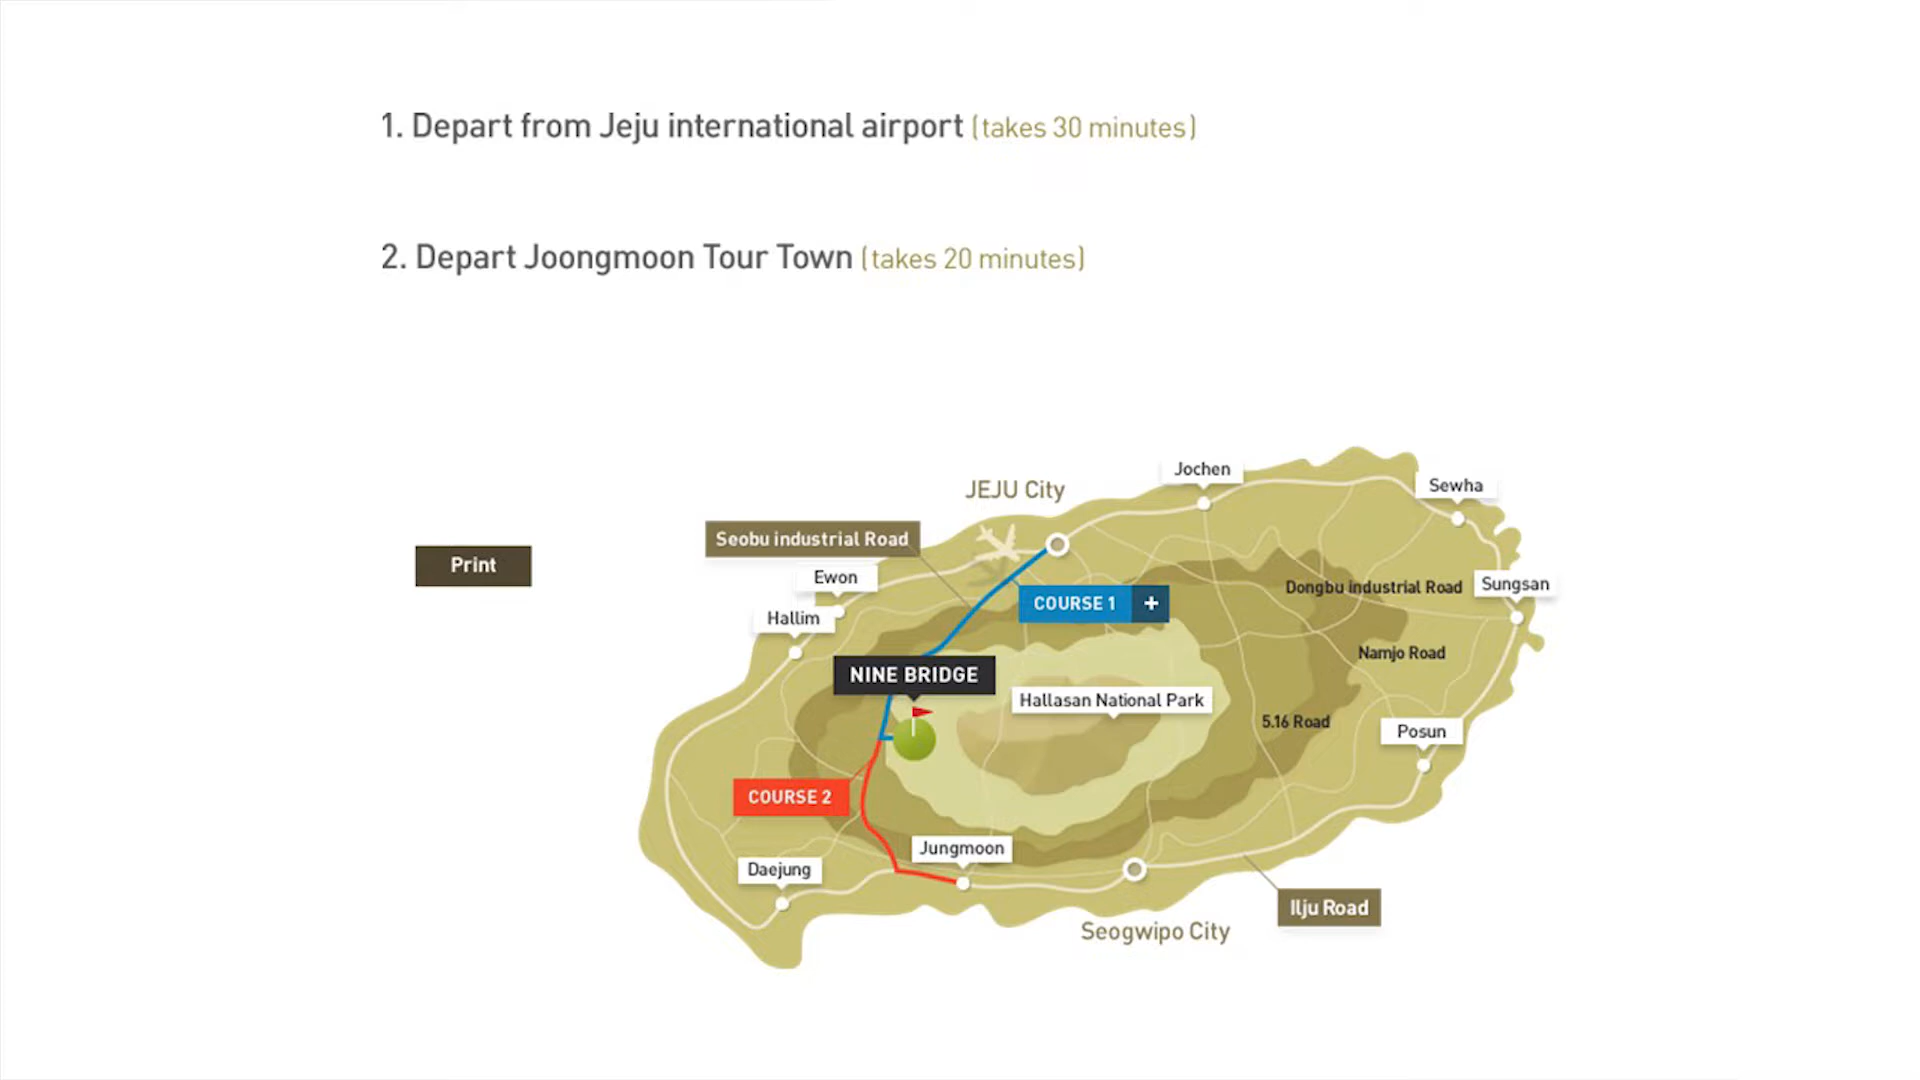 1. Depart from Jeju international airport (takes 30 minutes)
2. Depart Joongmoon Tour Town (takes 20 minutes)
Jochen
Sewha
JEJU City
Seobu industrial Road
Print
Ewon
Dongbu industrial Road
Sungsan
COURSE 1 +
Hallim
Namjo Road
NINE BRIDGE
Hallasan National Park
5.16 Road
Posun
COURSE 2
Jungmoon
Daejung
Ilju Road
Seogwipo City